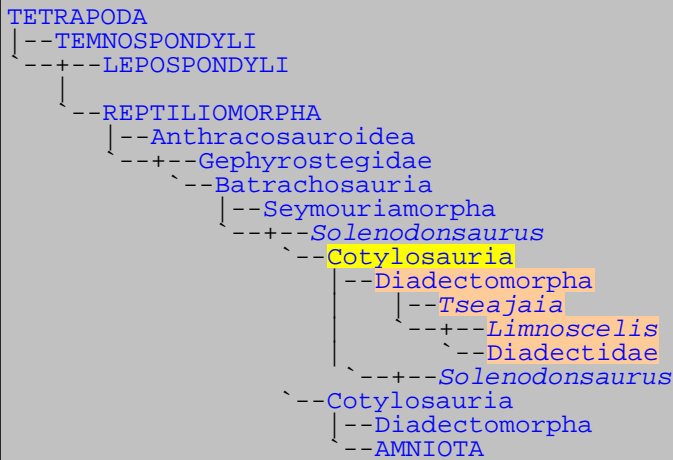 TETRAPODA
|--TEMNOSPONDYLI
`--+--LEPOSPONDYLI
|
`--REPTILIOMORPHA
|--Anthracosauroidea
`--+--Gephyrostegidae
`--Batrachosauria
|--Seymouriamorpha
`--+--Solenodonsaurus
`--Cotylosauria
|--Diadectomorpha
| |--Tseajaia
| `--+--Limnoscelis
| `--Diadectidae
`--+--Solenodonsaurus
`--Cotylosauria
|--Diadectomorpha
`--AMNIOTA